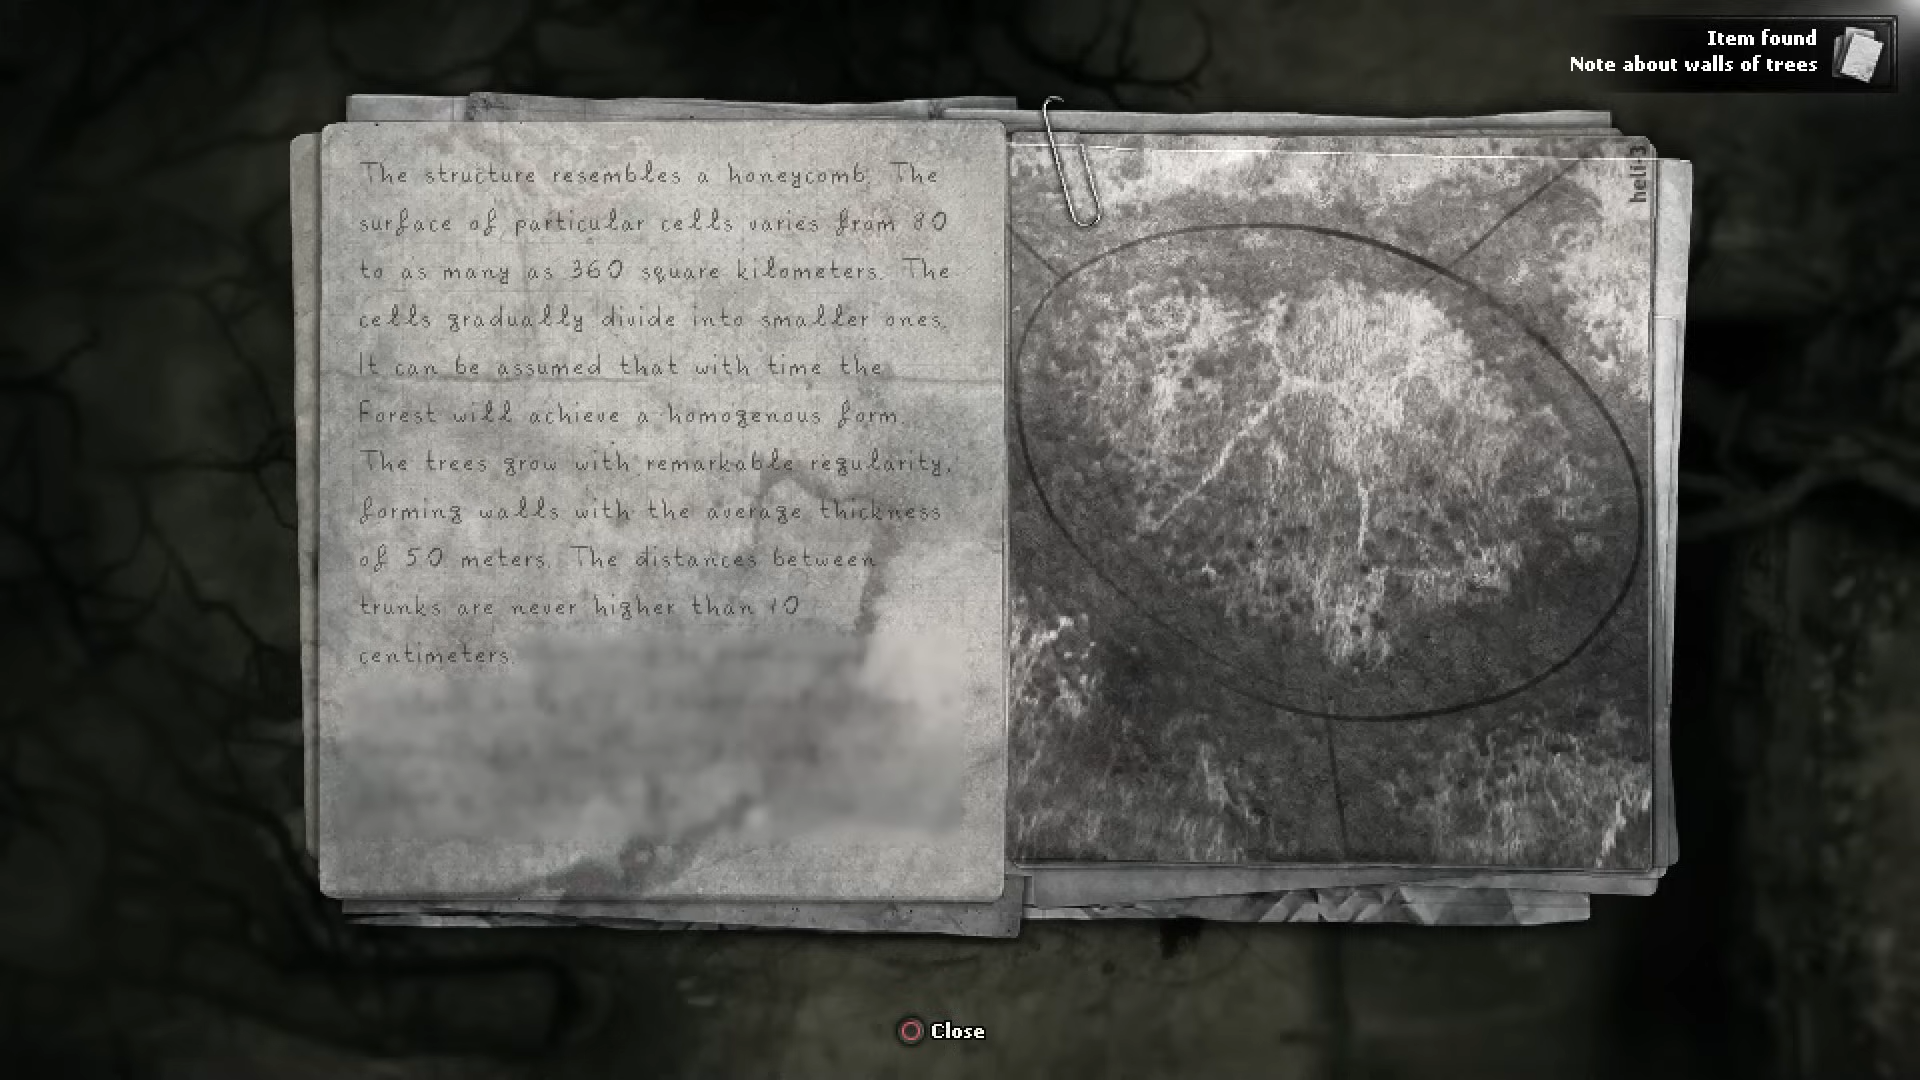 Item found
Note about walls of trees
The structure resembles a honeycomb. The
surface of particular cells varies from 80
to as many as 360 square kilometers. The
cells gradually divide into smaller ones.
It can be assumed that with time the
Forest will achieve a homogenous form.
The trees grow with remarkable regularity,
forming walls with the average thickness
of 50 meters. The distances between
trunks are never higher than 10
centimeters.
heli-3
Close